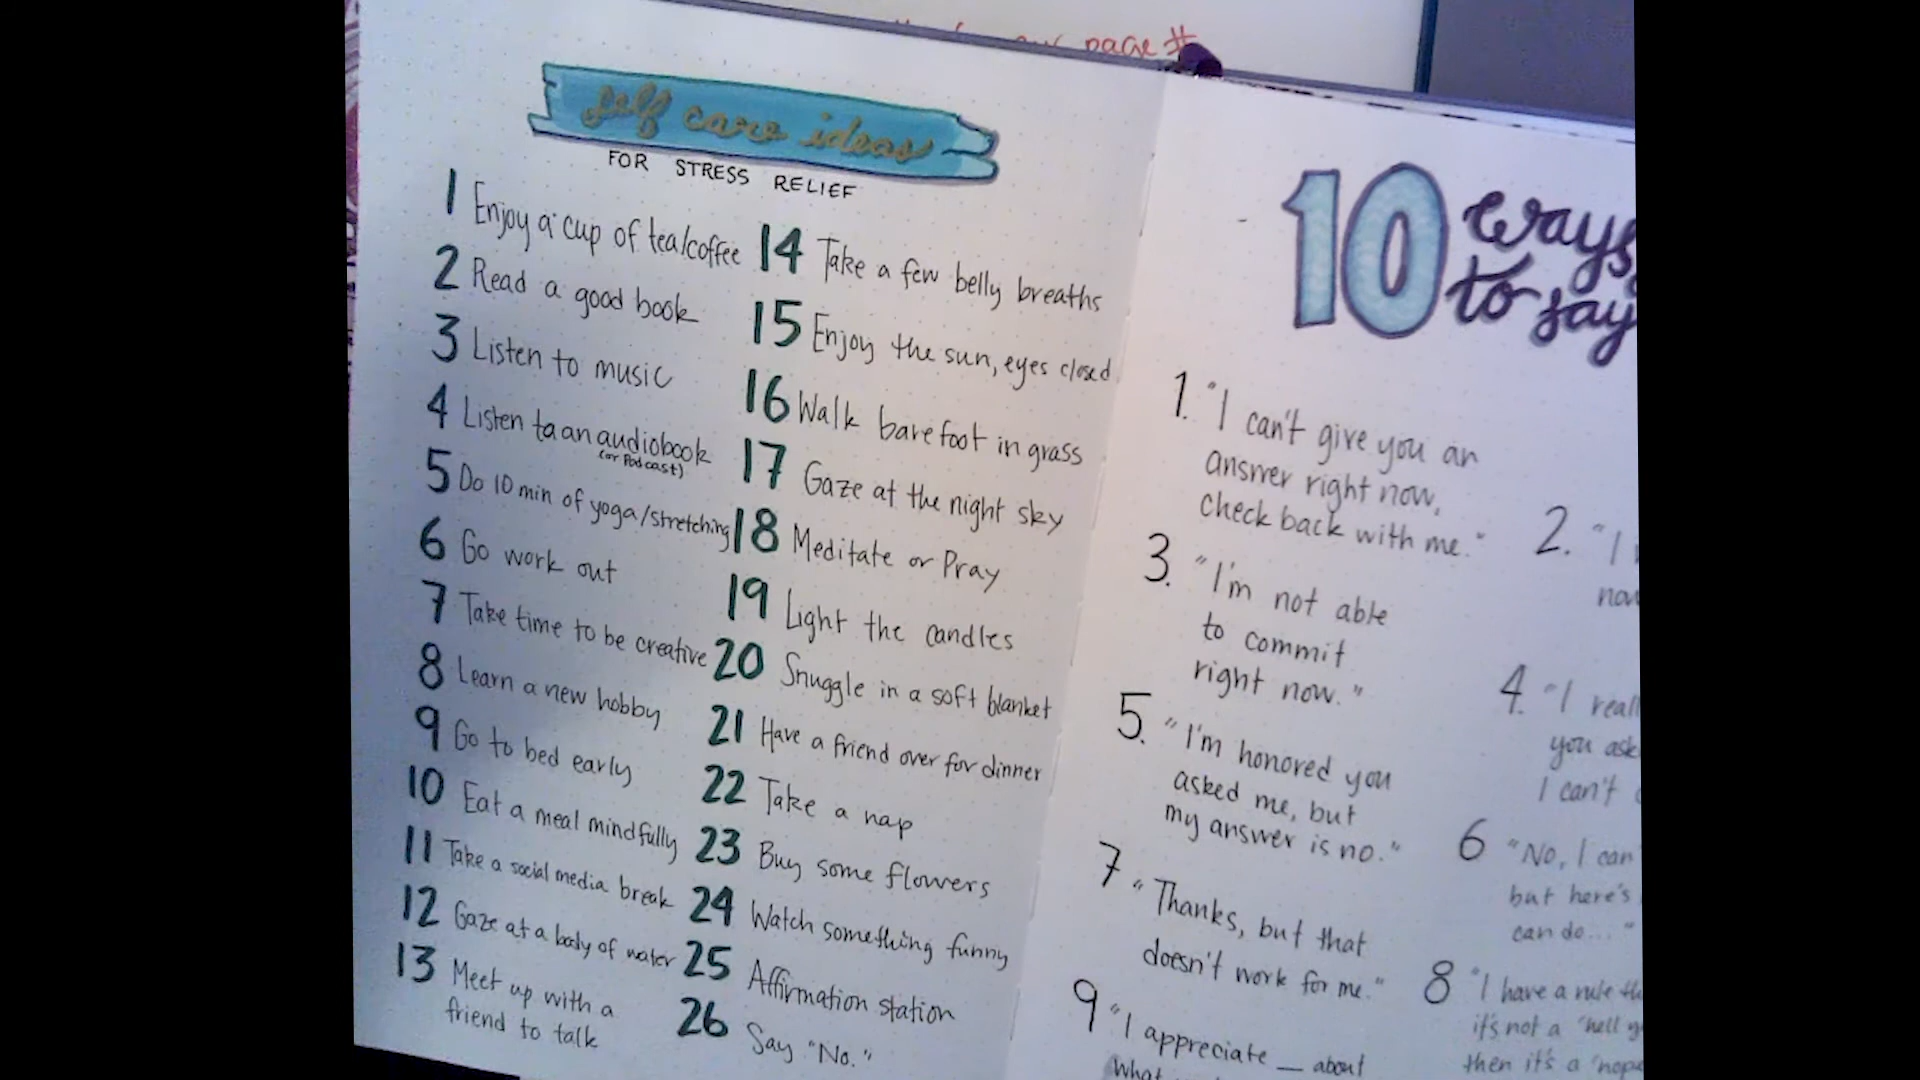 page #
self care ideas
FOR STRESS RELIEF
1 Enjoy a cup of tea/coffee
2 Read a good book
3 Listen to music
4 Listen to an audiobook
(or Podcast)
5 Do 10 min of yoga/stretching
6 Go work out
7 Take time to be creative
8 Learn a new hobby
9 Go to bed early
10 Eat a meal mindfully
11 Take a social media break
12 Gaze at a body of water
13 Meet up with a
friend to talk
14 Take a few belly breaths
15 Enjoy the sun, eyes closed
16 Walk barefoot in grass
17 Gaze at the night sky
18 Meditate or Pray
19 Light the candles
20 Snuggle in a soft blanket
21 Have a friend over for dinner
22 Take a nap
23 Buy some flowers
24 Watch something funny
25 Affirmation station
26 Say "No."
10 ways
to say
1. "I can't give you an
answer right now,
check back with me."
2. "I
3. "I'm not able
to commit
right now."
4. "I
you ask
I can't
5. "I'm honored you
asked me, but
my answer is no."
6 "No, I can
but here's
can do..."
7 "Thanks, but that
doesn't work for me."
8 "I have a rule
it's not a "hell
then it's a "nope
9 "I appreciate __ about
what